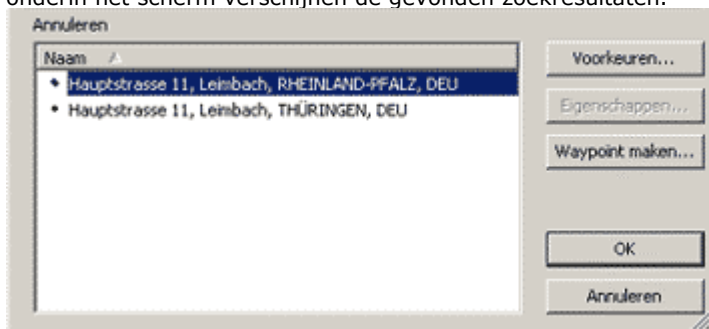 onderin het scherm verschijnen de gevonden zoekresultaten.
Annuleren
Naam
Hauptstrasse 11, Leimbach, RHEINLAND-PFALZ, DEU
Hauptstrasse 11, Leimbach, THÜRINGEN, DEU
Voorkeuren...
Eigenschappen...
Waypoint maken...
OK
Annuleren